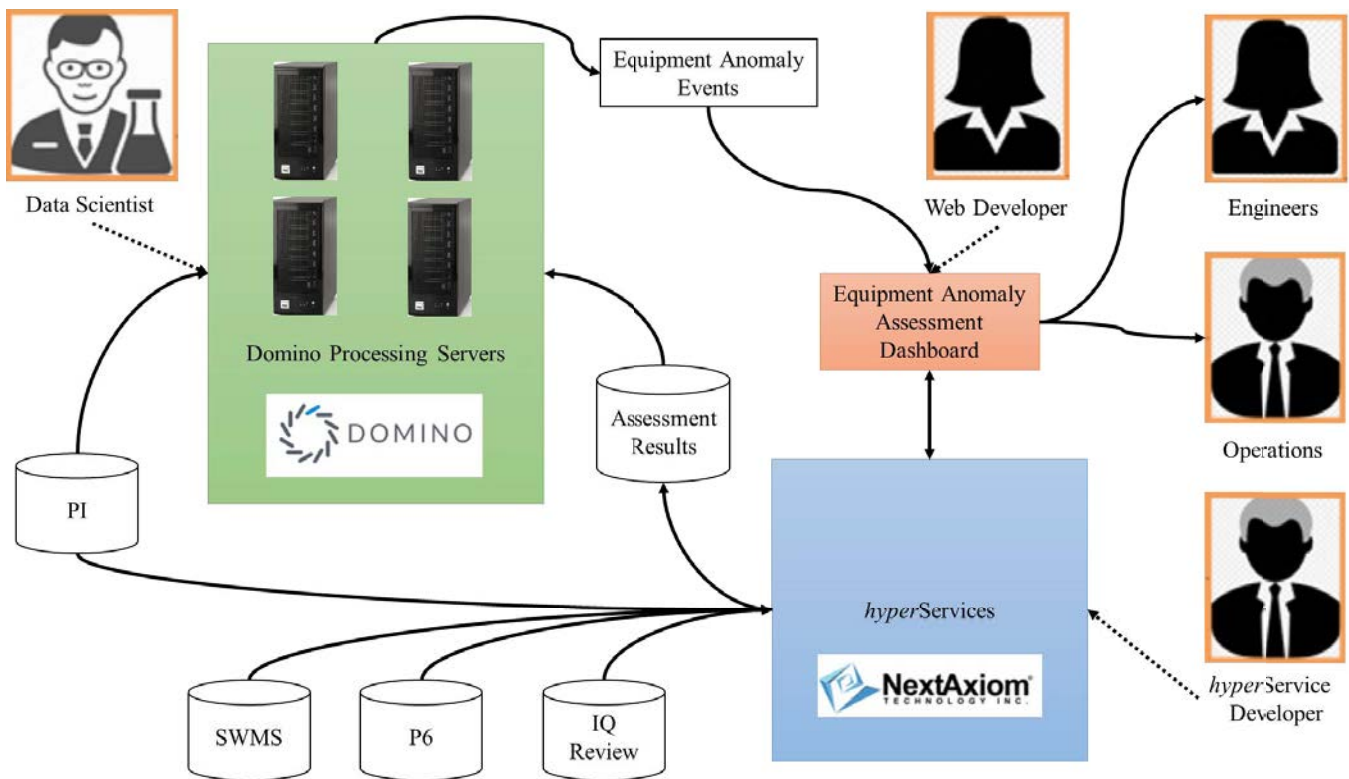 Equipment Anomaly
Events
Data Scientist
Web Developer
Engineers
Equipment Anomaly
Assessment
Dashboard
Domino Processing Servers
DOMINO
Assessment
Results
Operations
PI
hyperServices
NextAxiom®
TECHNOLOGY INC.
SWMS
P6
IQ
Review
hyperService
Developer